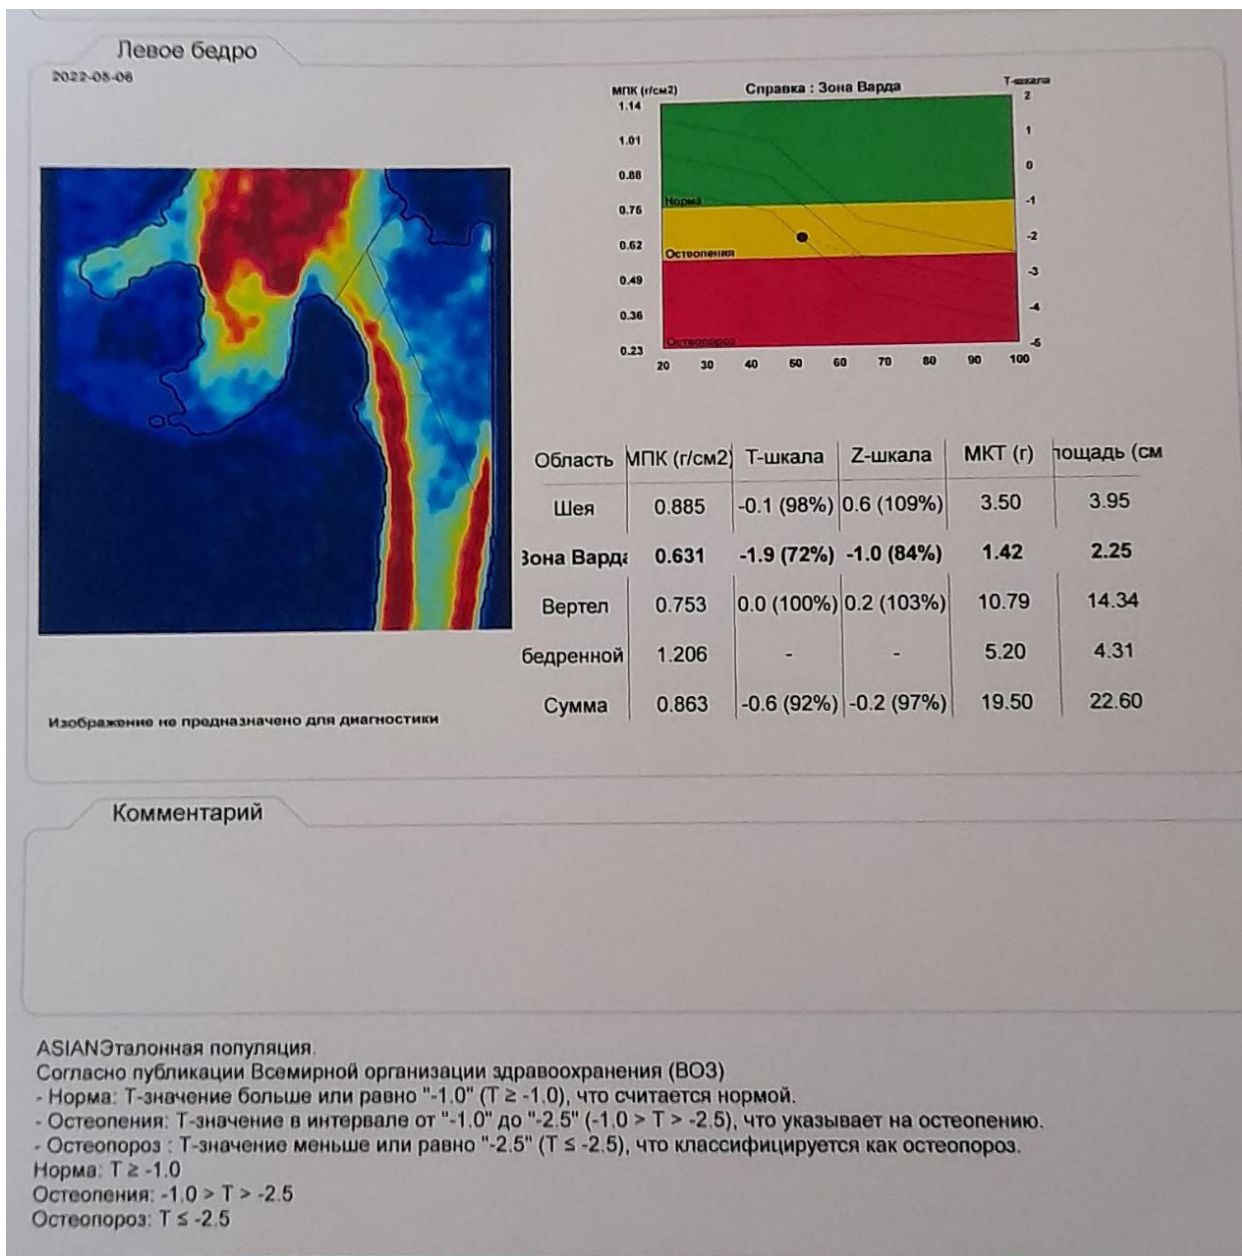 Левое бедро
2022-05-06
МПК (г/см2) Справка : Зона Варда Т-шкала
1.14 2
1.01 1
0.88 0
0.76 Норма -1
0.62 -2
Остеопения
0.49 -3
0.36 -4
0.23 Остеопороз -5
20 30 40 50 60 70 80 90 100
Область МПК (г/см2) Т-шкала Z-шкала МКТ (г) лощадь (см
Шея 0.885 -0.1 (98%) 0.6 (109%) 3.50 3.95
Зона Варда 0.631 -1.9 (72%) -1.0 (84%) 1.42 2.25
Вертел 0.753 0.0 (100%) 0.2 (103%) 10.79 14.34
бедренной 1.206 - - 5.20 4.31
Сумма 0.863 -0.6 (92%) -0.2 (97%) 19.50 22.60
Изображение не предназначено для диагностики
Комментарий
ASIANЭталонная популяция.
Согласно публикации Всемирной организации здравоохранения (ВОЗ)
- Норма: Т-значение больше или равно "-1.0" (T ≥ -1.0), что считается нормой.
- Остеопения: Т-значение в интервале от "-1.0" до "-2.5" (-1.0 > T > -2.5), что указывает на остеопению.
- Остеопороз : Т-значение меньше или равно "-2.5" (T ≤ -2.5), что классифицируется как остеопороз.
Норма: T ≥ -1.0
Остеопения: -1.0 > T > -2.5
Остеопороз: T ≤ -2.5